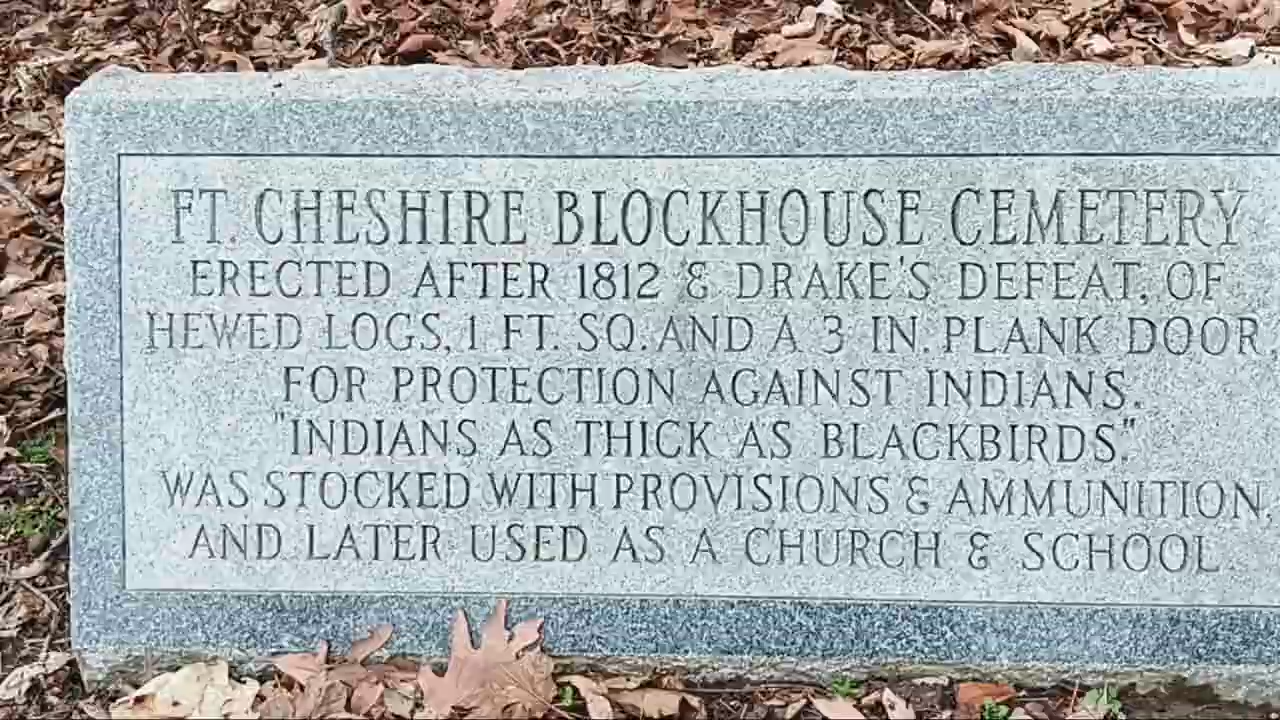 FT. CHESHIRE BLOCKHOUSE CEMETERY
ERECTED AFTER 1812 & DRAKE'S DEFEAT, OF
HEWED LOGS, 1 FT. SQ. AND A 3 IN. PLANK DOOR,
FOR PROTECTION AGAINST INDIANS.
"INDIANS AS THICK AS BLACKBIRDS."
WAS STOCKED WITH PROVISIONS & AMMUNITION,
AND LATER USED AS A CHURCH & SCHOOL.